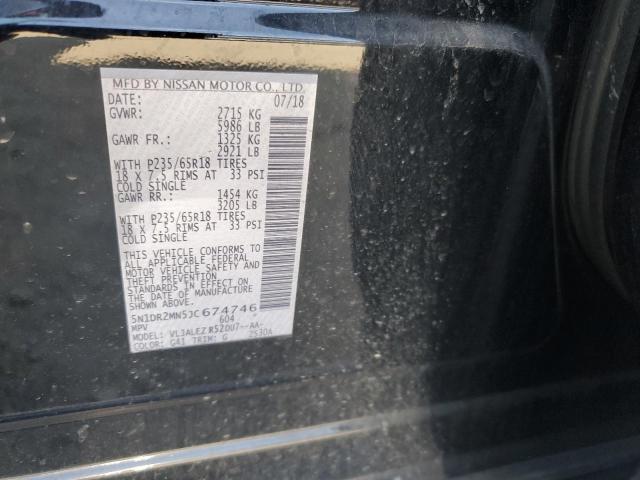 MFD BY NISSAN MOTOR CO., LTD.
DATE: 07/18
GVWR: 2715 KG
5986 LB
GAWR FR.: 1325 KG
2921 LB
WITH P235/65R18 TIRES
18 X 7.5 RIMS AT 33 PSI
COLD SINGLE
GAWR RR.: 1454 KG
3205 LB
WITH P235/65R18 TIRES
18 X 7.5 RIMS AT 33 PSI
COLD SINGLE
THIS VEHICLE CONFORMS TO
ALL APPLICABLE FEDERAL
MOTOR VEHICLE SAFETY AND
THEFT PREVENTION
STANDARDS IN EFFECT ON
THE DATE OF MANUFACTURE
SHOWN ABOVE.
5N1DR2MN5JC674746
MPV 604
MODEL: VL3ALEZ R52DU7--AA-
COLOR: G41 TRIM: G 2530A